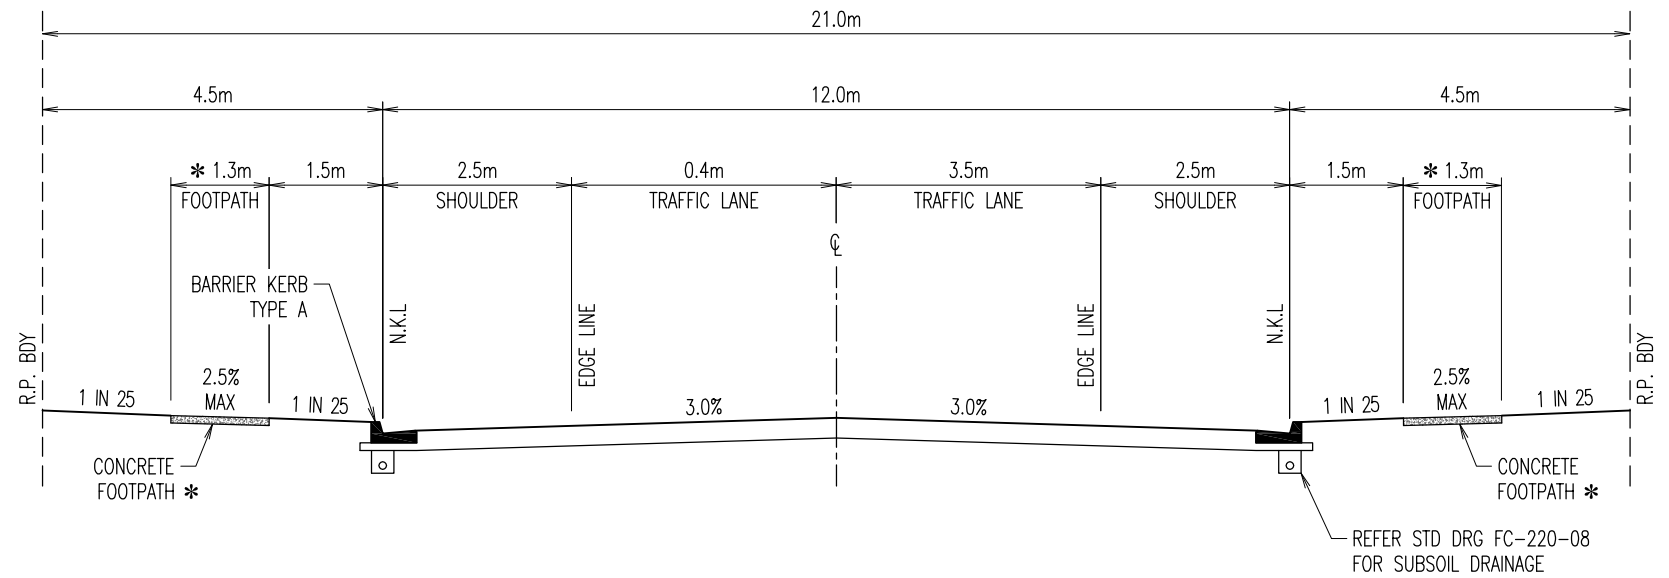 21.0m
4.5m 12.0m 4.5m
* 1.3m 1.5m 2.5m 0.4m 3.5m 2.5m 1.5m * 1.3m
FOOTPATH SHOULDER TRAFFIC LANE TRAFFIC LANE SHOULDER FOOTPATH
℄
BARRIER KERB
TYPE A
R.P. BDY
N.K.L
EDGE LINE
EDGE LINE
N.K.L
R.P. BDY
1 IN 25
2.5%
MAX
1 IN 25
3.0%
3.0%
1 IN 25
2.5%
MAX
1 IN 25
CONCRETE
FOOTPATH *
CONCRETE
FOOTPATH *
REFER STD DRG FC-220-08
FOR SUBSOIL DRAINAGE